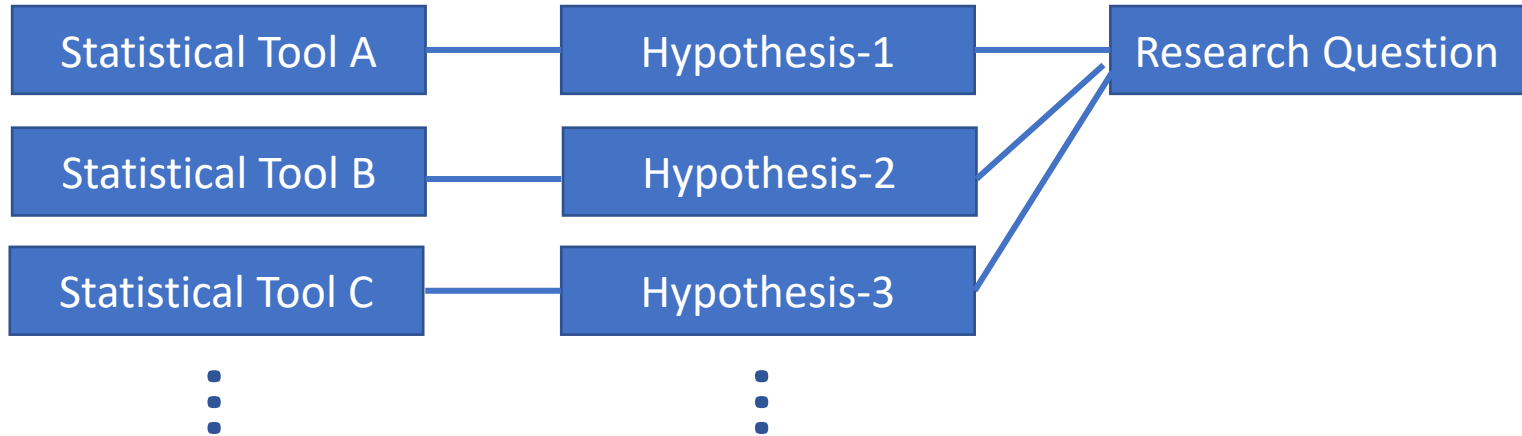 Statistical Tool A
Hypothesis-1
Research Question
Statistical Tool B
Hypothesis-2
Statistical Tool C
Hypothesis-3